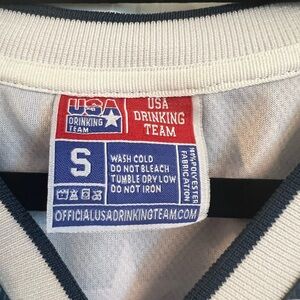 USA
DRINKING
TEAM
USA
DRINKING
TEAM
S
WASH COLD
DO NOT BLEACH
TUMBLE DRY LOW
DO NOT IRON
100% POLYESTER
FABRICATION
OFFICIALUSADRINKINGTEAM.COM